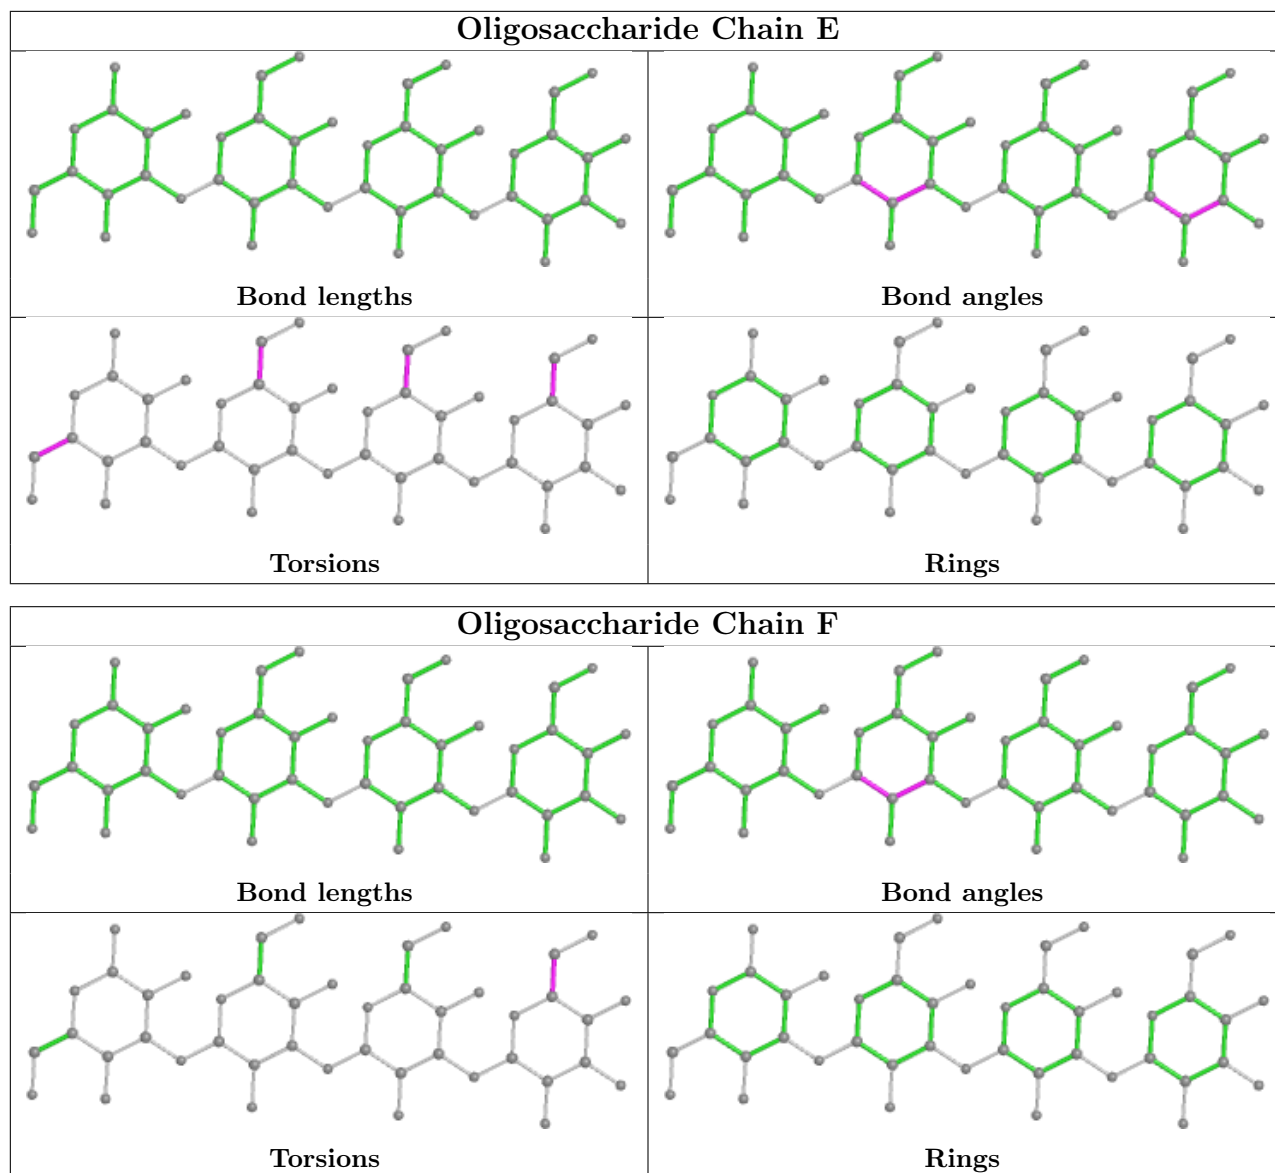 Oligosaccharide Chain E
Bond lengths
Bond angles
Torsions
Rings
Oligosaccharide Chain F
Bond lengths
Bond angles
Torsions
Rings